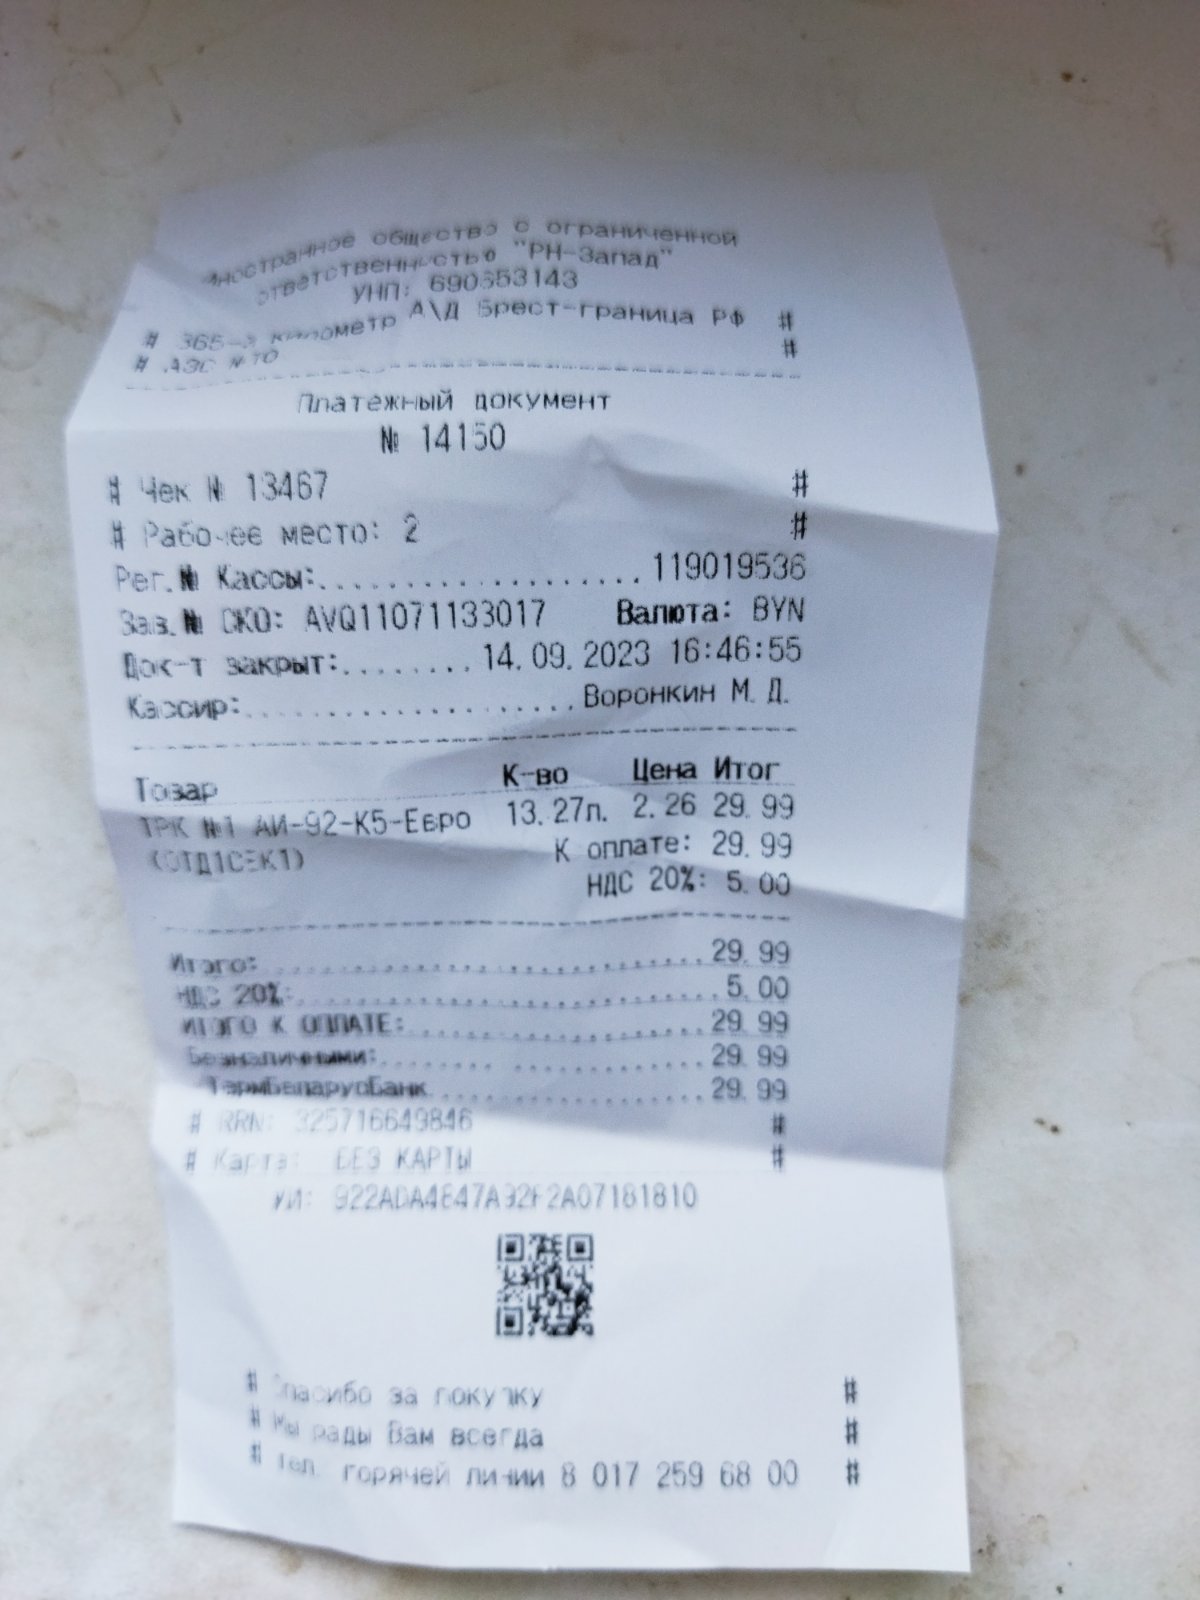 Иностранное общество с ограниченной
ответственностью "РН-Запад"
УНП: 690653143
# 365-й километр А\Д Брест-граница РФ #
# АЗС №10 #
Платежный документ
№ 14150
# Чек № 13467 #
# Рабочее место: 2 #
Рег.№ Кассы:...................119019536
Зав.№ СКО: AVQ11071133017 Валюта: BYN
Док-т закрыт:........14.09.2023 16:46:55
Кассир:.....................Воронкин М.Д.
Товар К-во Цена Итог
ТРК №1 АИ-92-К5-Евро 13.27л. 2.26 29.99
(ОТД1СЕК1) К оплате: 29.99
НДС 20%: 5.00
Итого:..............................29.99
НДС 20%:.............................5.00
ИТОГО К ОПЛАТЕ:.....................29.99
Безналичными:.......................29.99
ТермБеларусБанк.....................29.99
# RRN: 325716649846 #
# Карта: БЕЗ КАРТЫ #
УИ: 922ADA4E47A92F2A07181810
# Спасибо за покупку #
# Мы рады Вам всегда #
# Тел. горячей линии 8 017 259 68 00 #